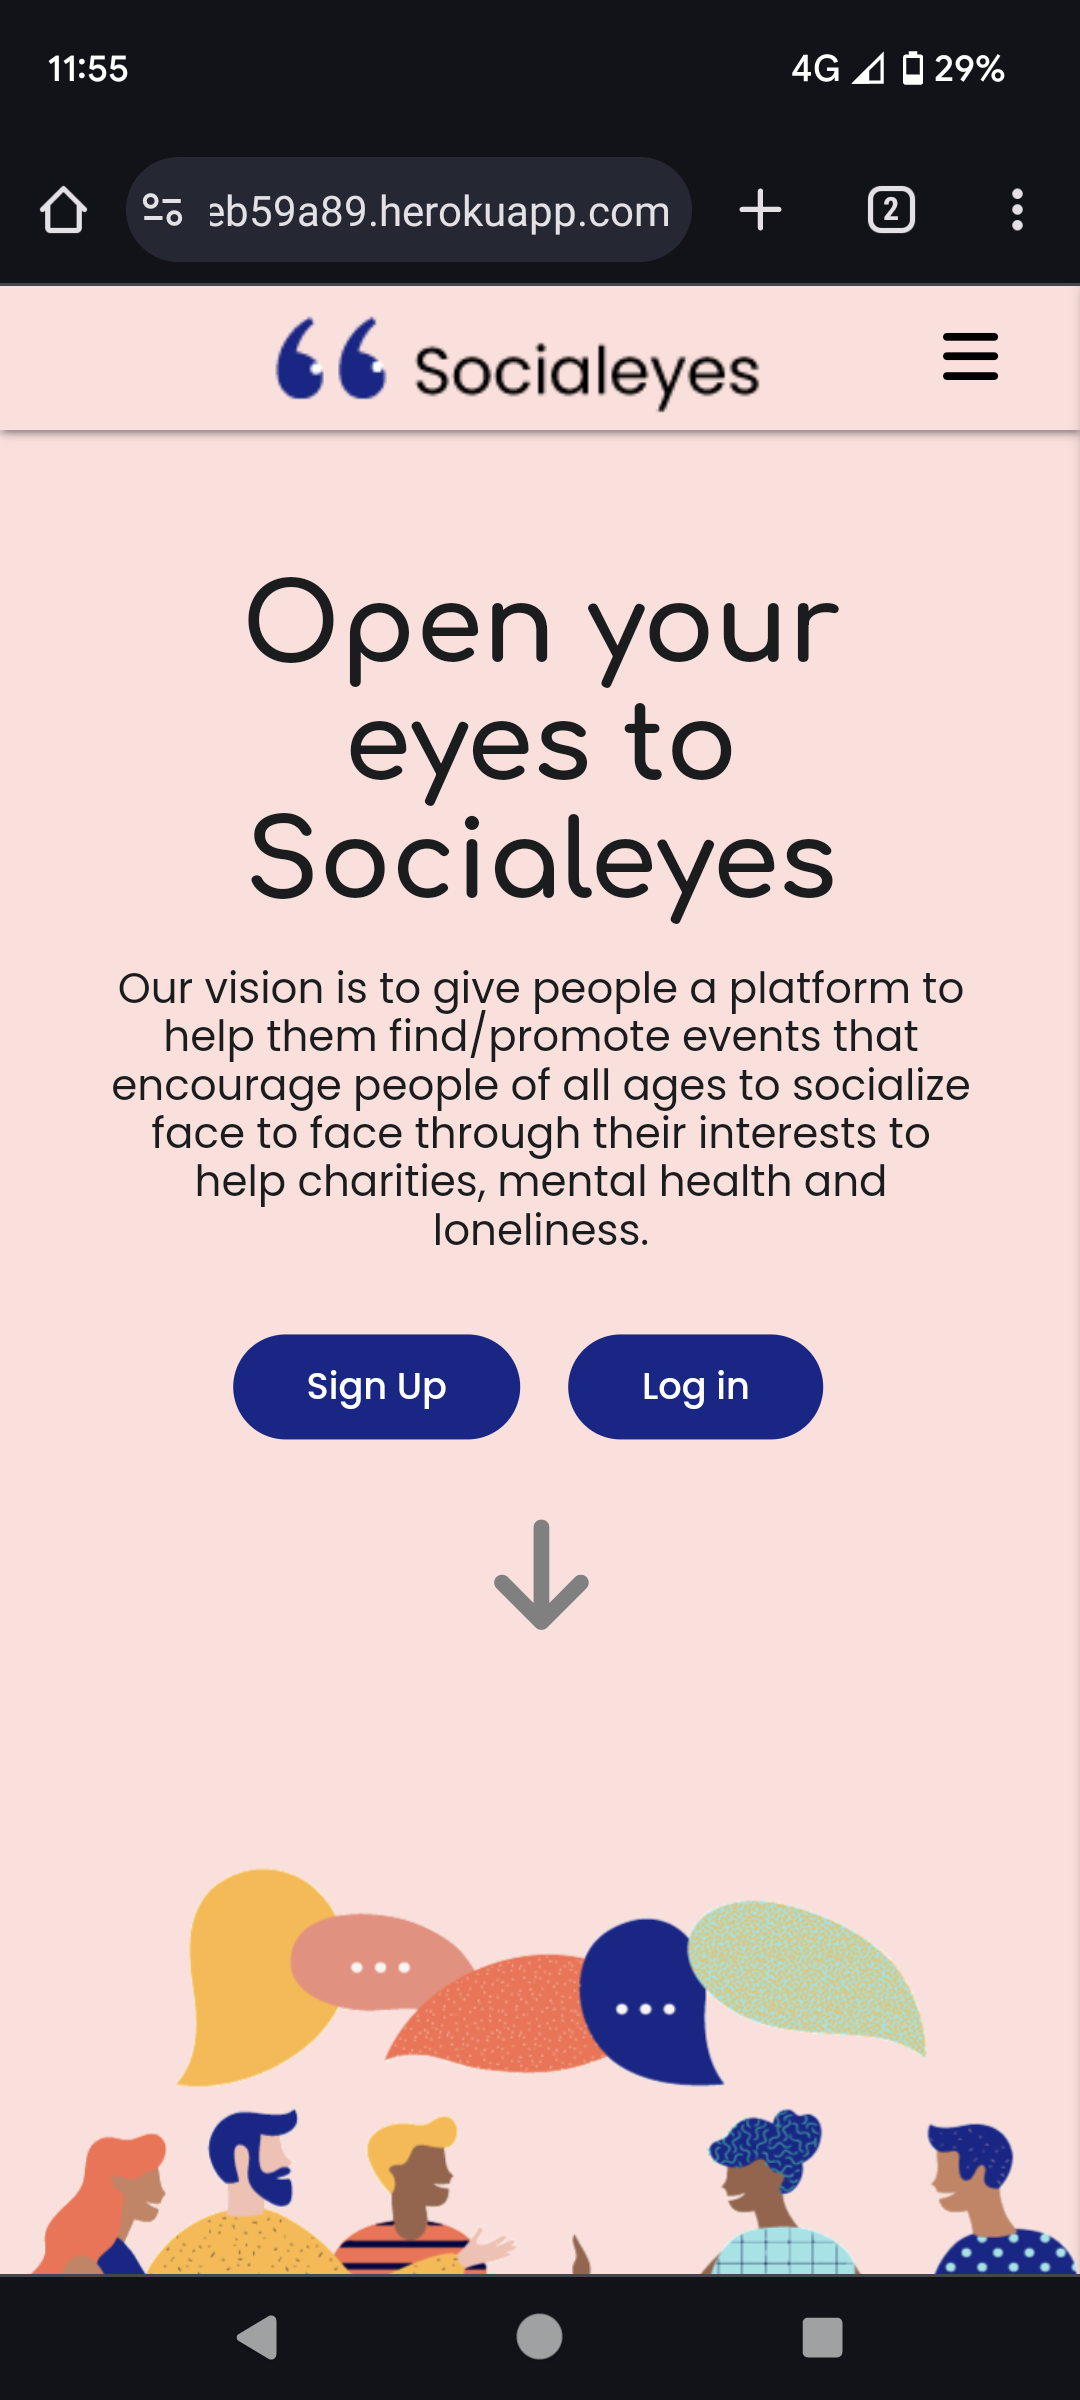 11:55
4G 29%
eb59a89.herokuapp.com
2
Socialeyes
Open your
eyes to
Socialeyes
Our vision is to give people a platform to
help them find/promote events that
encourage people of all ages to socialize
face to face through their interests to
help charities, mental health and
loneliness.
Sign Up Log in